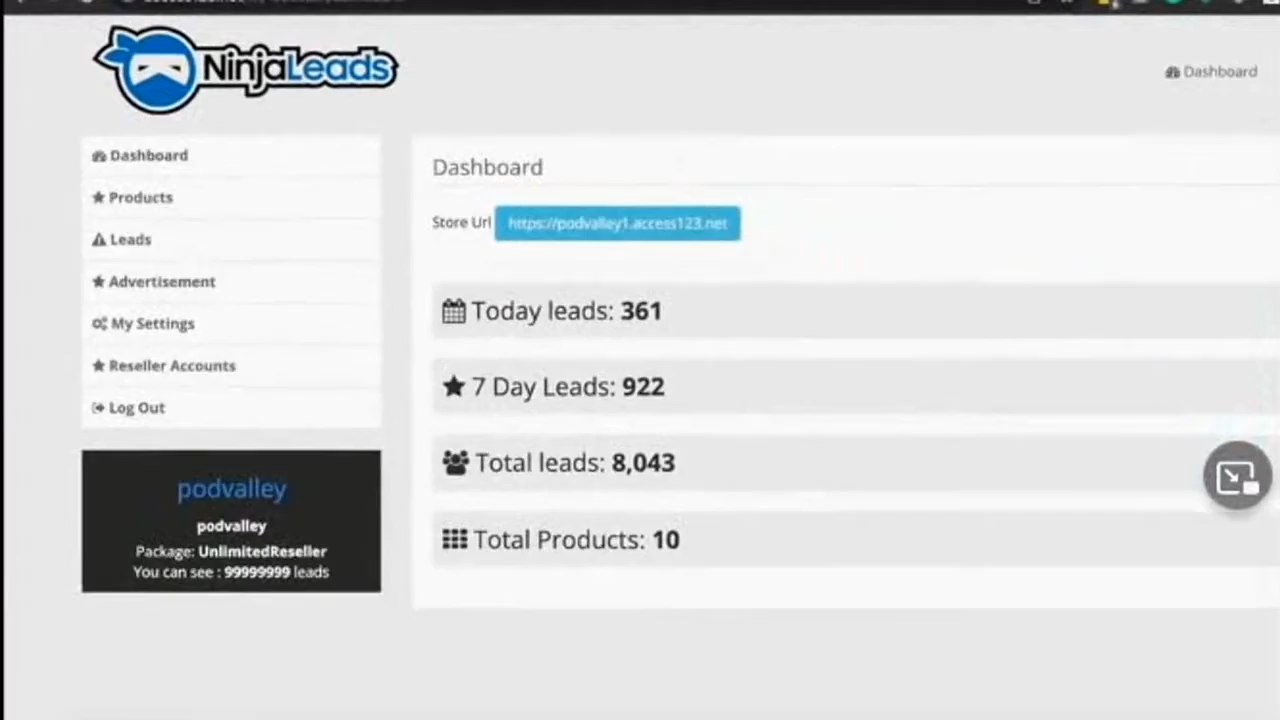 NinjaLeads
Dashboard
Dashboard
Products
Leads
Advertisement
My Settings
Reseller Accounts
Log Out
podvalley
podvalley
Package: UnlimitedReseller
You can see : 99999999 leads
Dashboard
Store Url https://podvalley1.access123.net
Today leads: 361
7 Day Leads: 922
Total leads: 8,043
Total Products: 10